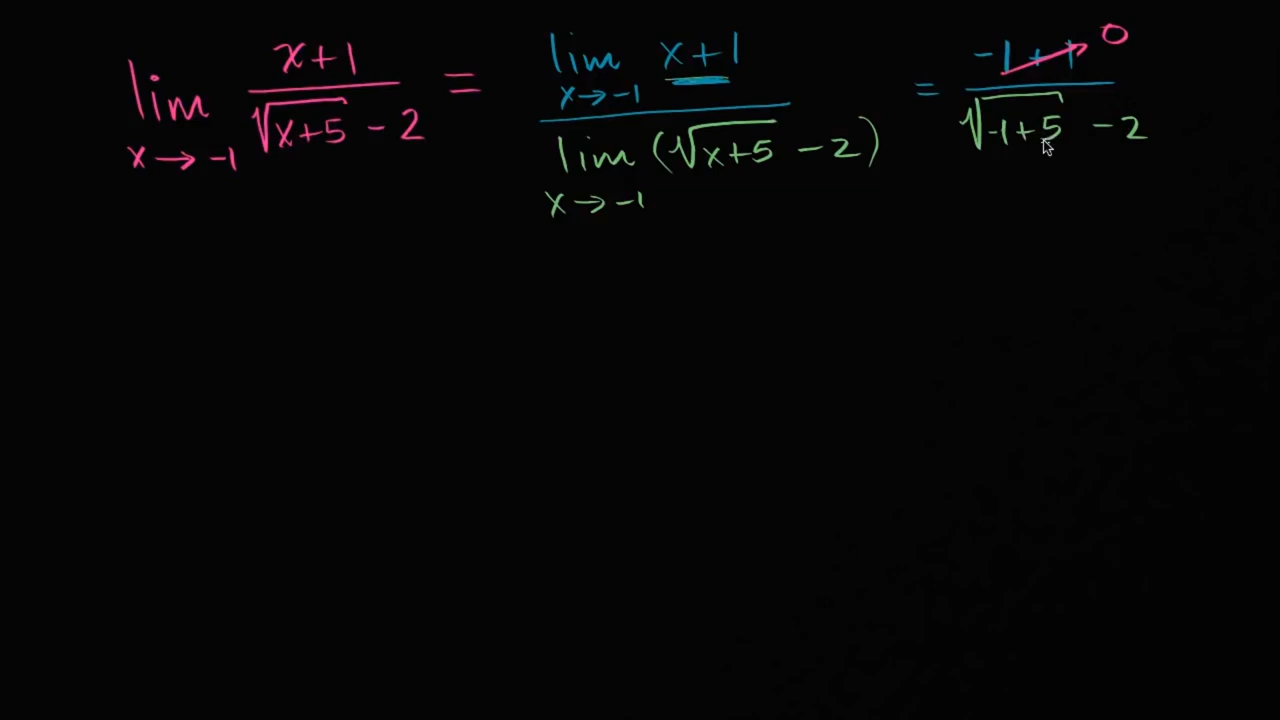 lim x→-1 (x+1)/(√(x+5) - 2) = (lim x→-1 x+1)/(lim x→-1 (√(x+5) - 2)) = (-1+1 → 0)/(√(-1+5) - 2)